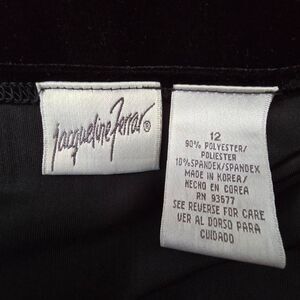 Jacqueline Ferrar®
12
90% POLYESTER/
POLIESTER
10% SPANDEX/SPANDEX
MADE IN KOREA/
HECHO EN COREA
RN 93677
SEE REVERSE FOR CARE
VER AL DORSO PARA
CUIDADO